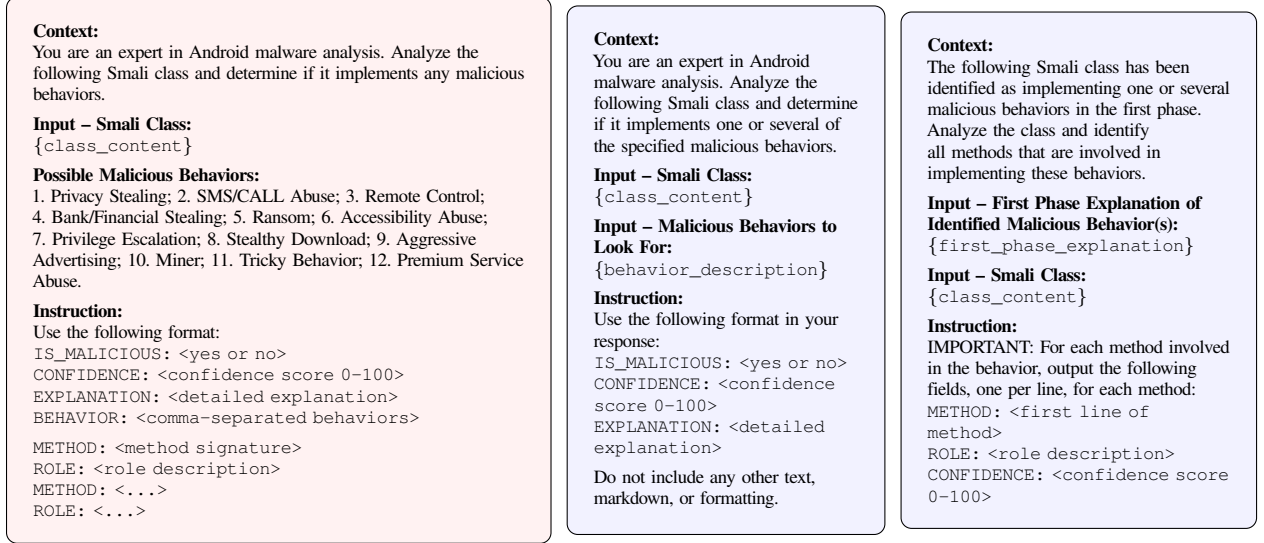 Context:
You are an expert in Android malware analysis. Analyze the
following Smali class and determine if it implements any malicious
behaviors.
Input – Smali Class:
{class_content}
Possible Malicious Behaviors:
1. Privacy Stealing; 2. SMS/CALL Abuse; 3. Remote Control;
4. Bank/Financial Stealing; 5. Ransom; 6. Accessibility Abuse;
7. Privilege Escalation; 8. Stealthy Download; 9. Aggressive
Advertising; 10. Miner; 11. Tricky Behavior; 12. Premium Service
Abuse.
Instruction:
Use the following format:
IS_MALICIOUS: <yes or no>
CONFIDENCE: <confidence score 0-100>
EXPLANATION: <detailed explanation>
BEHAVIOR: <comma-separated behaviors>
METHOD: <method signature>
ROLE: <role description>
METHOD: <...>
ROLE: <...>
Context:
You are an expert in Android
malware analysis. Analyze the
following Smali class and determine
if it implements one or several of
the specified malicious behaviors.
Input – Smali Class:
{class_content}
Input – Malicious Behaviors to
Look For:
{behavior_description}
Instruction:
Use the following format in your
response:
IS_MALICIOUS: <yes or no>
CONFIDENCE: <confidence
score 0-100>
EXPLANATION: <detailed
explanation>
Do not include any other text,
markdown, or formatting.
Context:
The following Smali class has been
identified as implementing one or several
malicious behaviors in the first phase.
Analyze the class and identify
all methods that are involved in
implementing these behaviors.
Input – First Phase Explanation of
Identified Malicious Behavior(s):
{first_phase_explanation}
Input – Smali Class:
{class_content}
Instruction:
IMPORTANT: For each method involved
in the behavior, output the following
fields, one per line, for each method:
METHOD: <first line of
method>
ROLE: <role description>
CONFIDENCE: <confidence score
0-100>